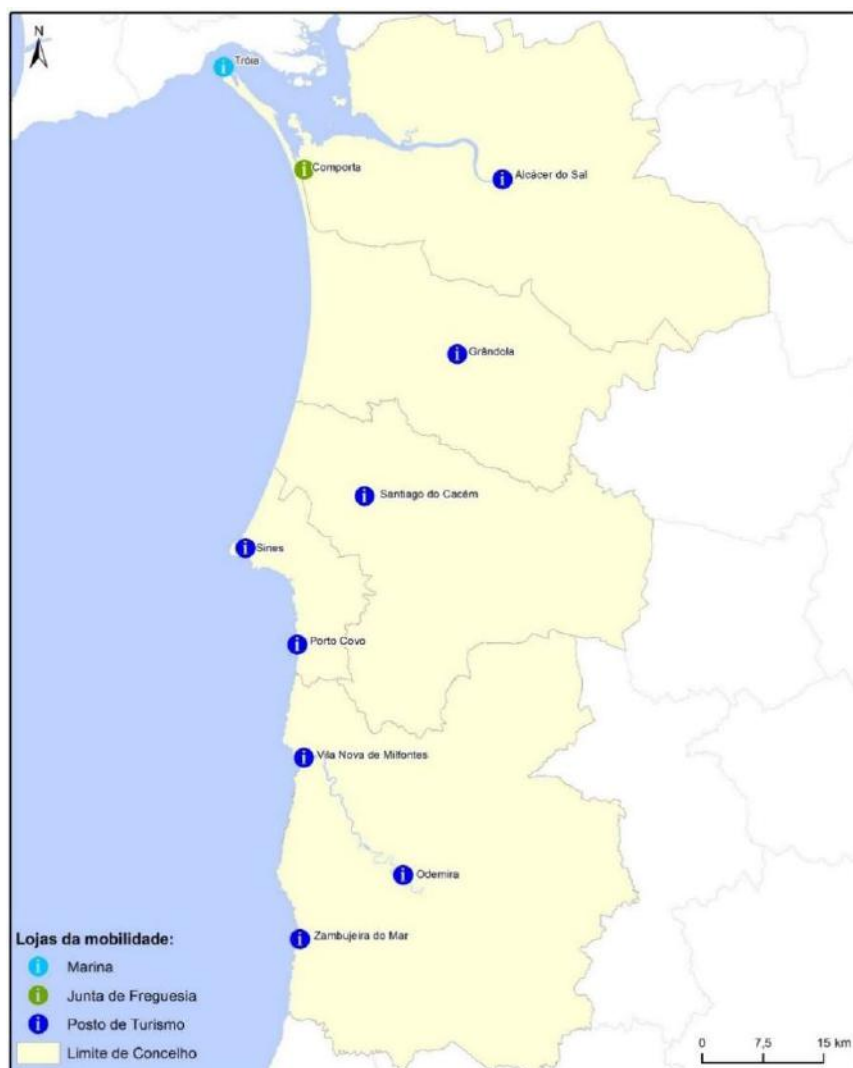 N
Tróia
Comporta
Alcácer do Sal
Grândola
Santiago do Cacém
Sines
Porto Covo
Vila Nova de Milfontes
Odemira
Zambujeira do Mar
Lojas da mobilidade:
Marina
Junta de Freguesia
Posto de Turismo
Limite de Concelho
0 7,5 15 km